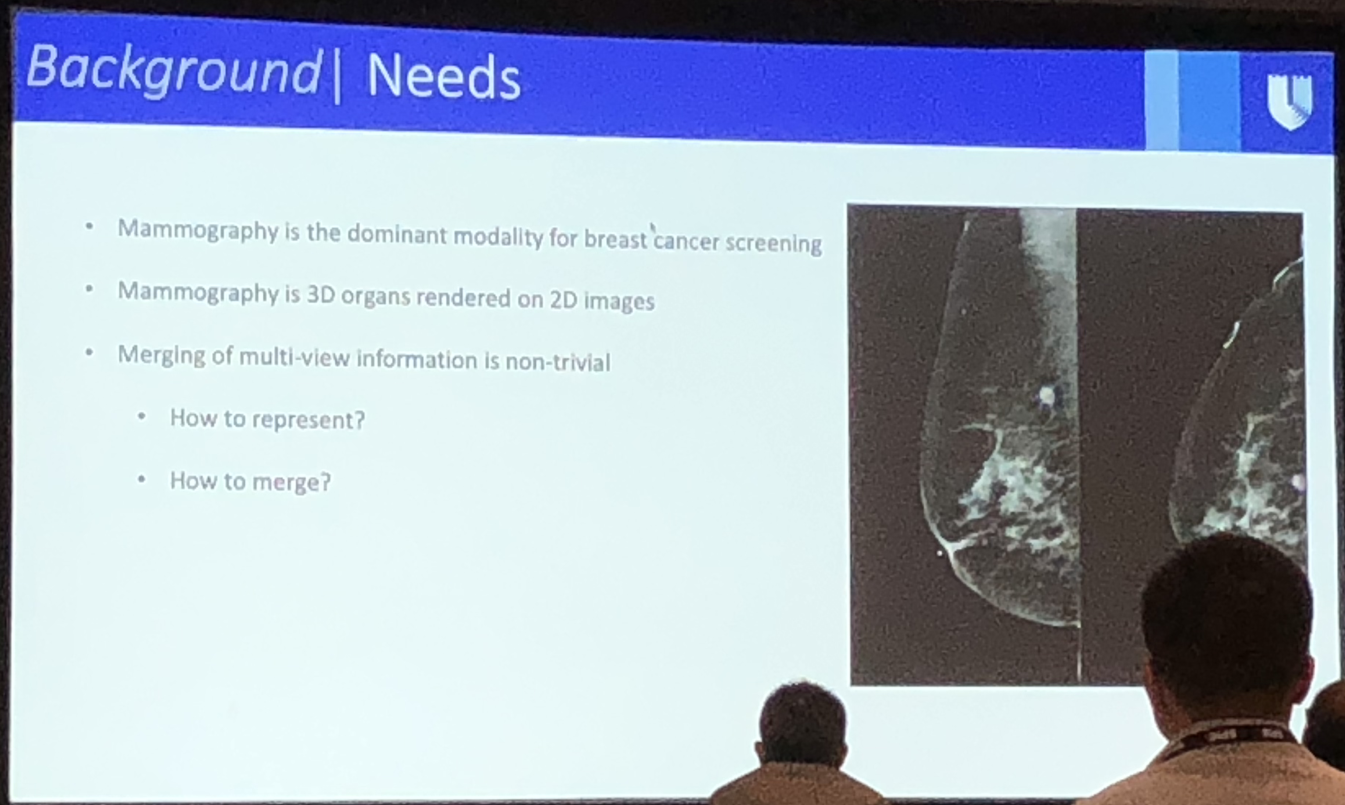 Background| Needs
• Mammography is the dominant modality for breast cancer screening
• Mammography is 3D organs rendered on 2D images
• Merging of multi-view information is non-trivial
• How to represent?
• How to merge?